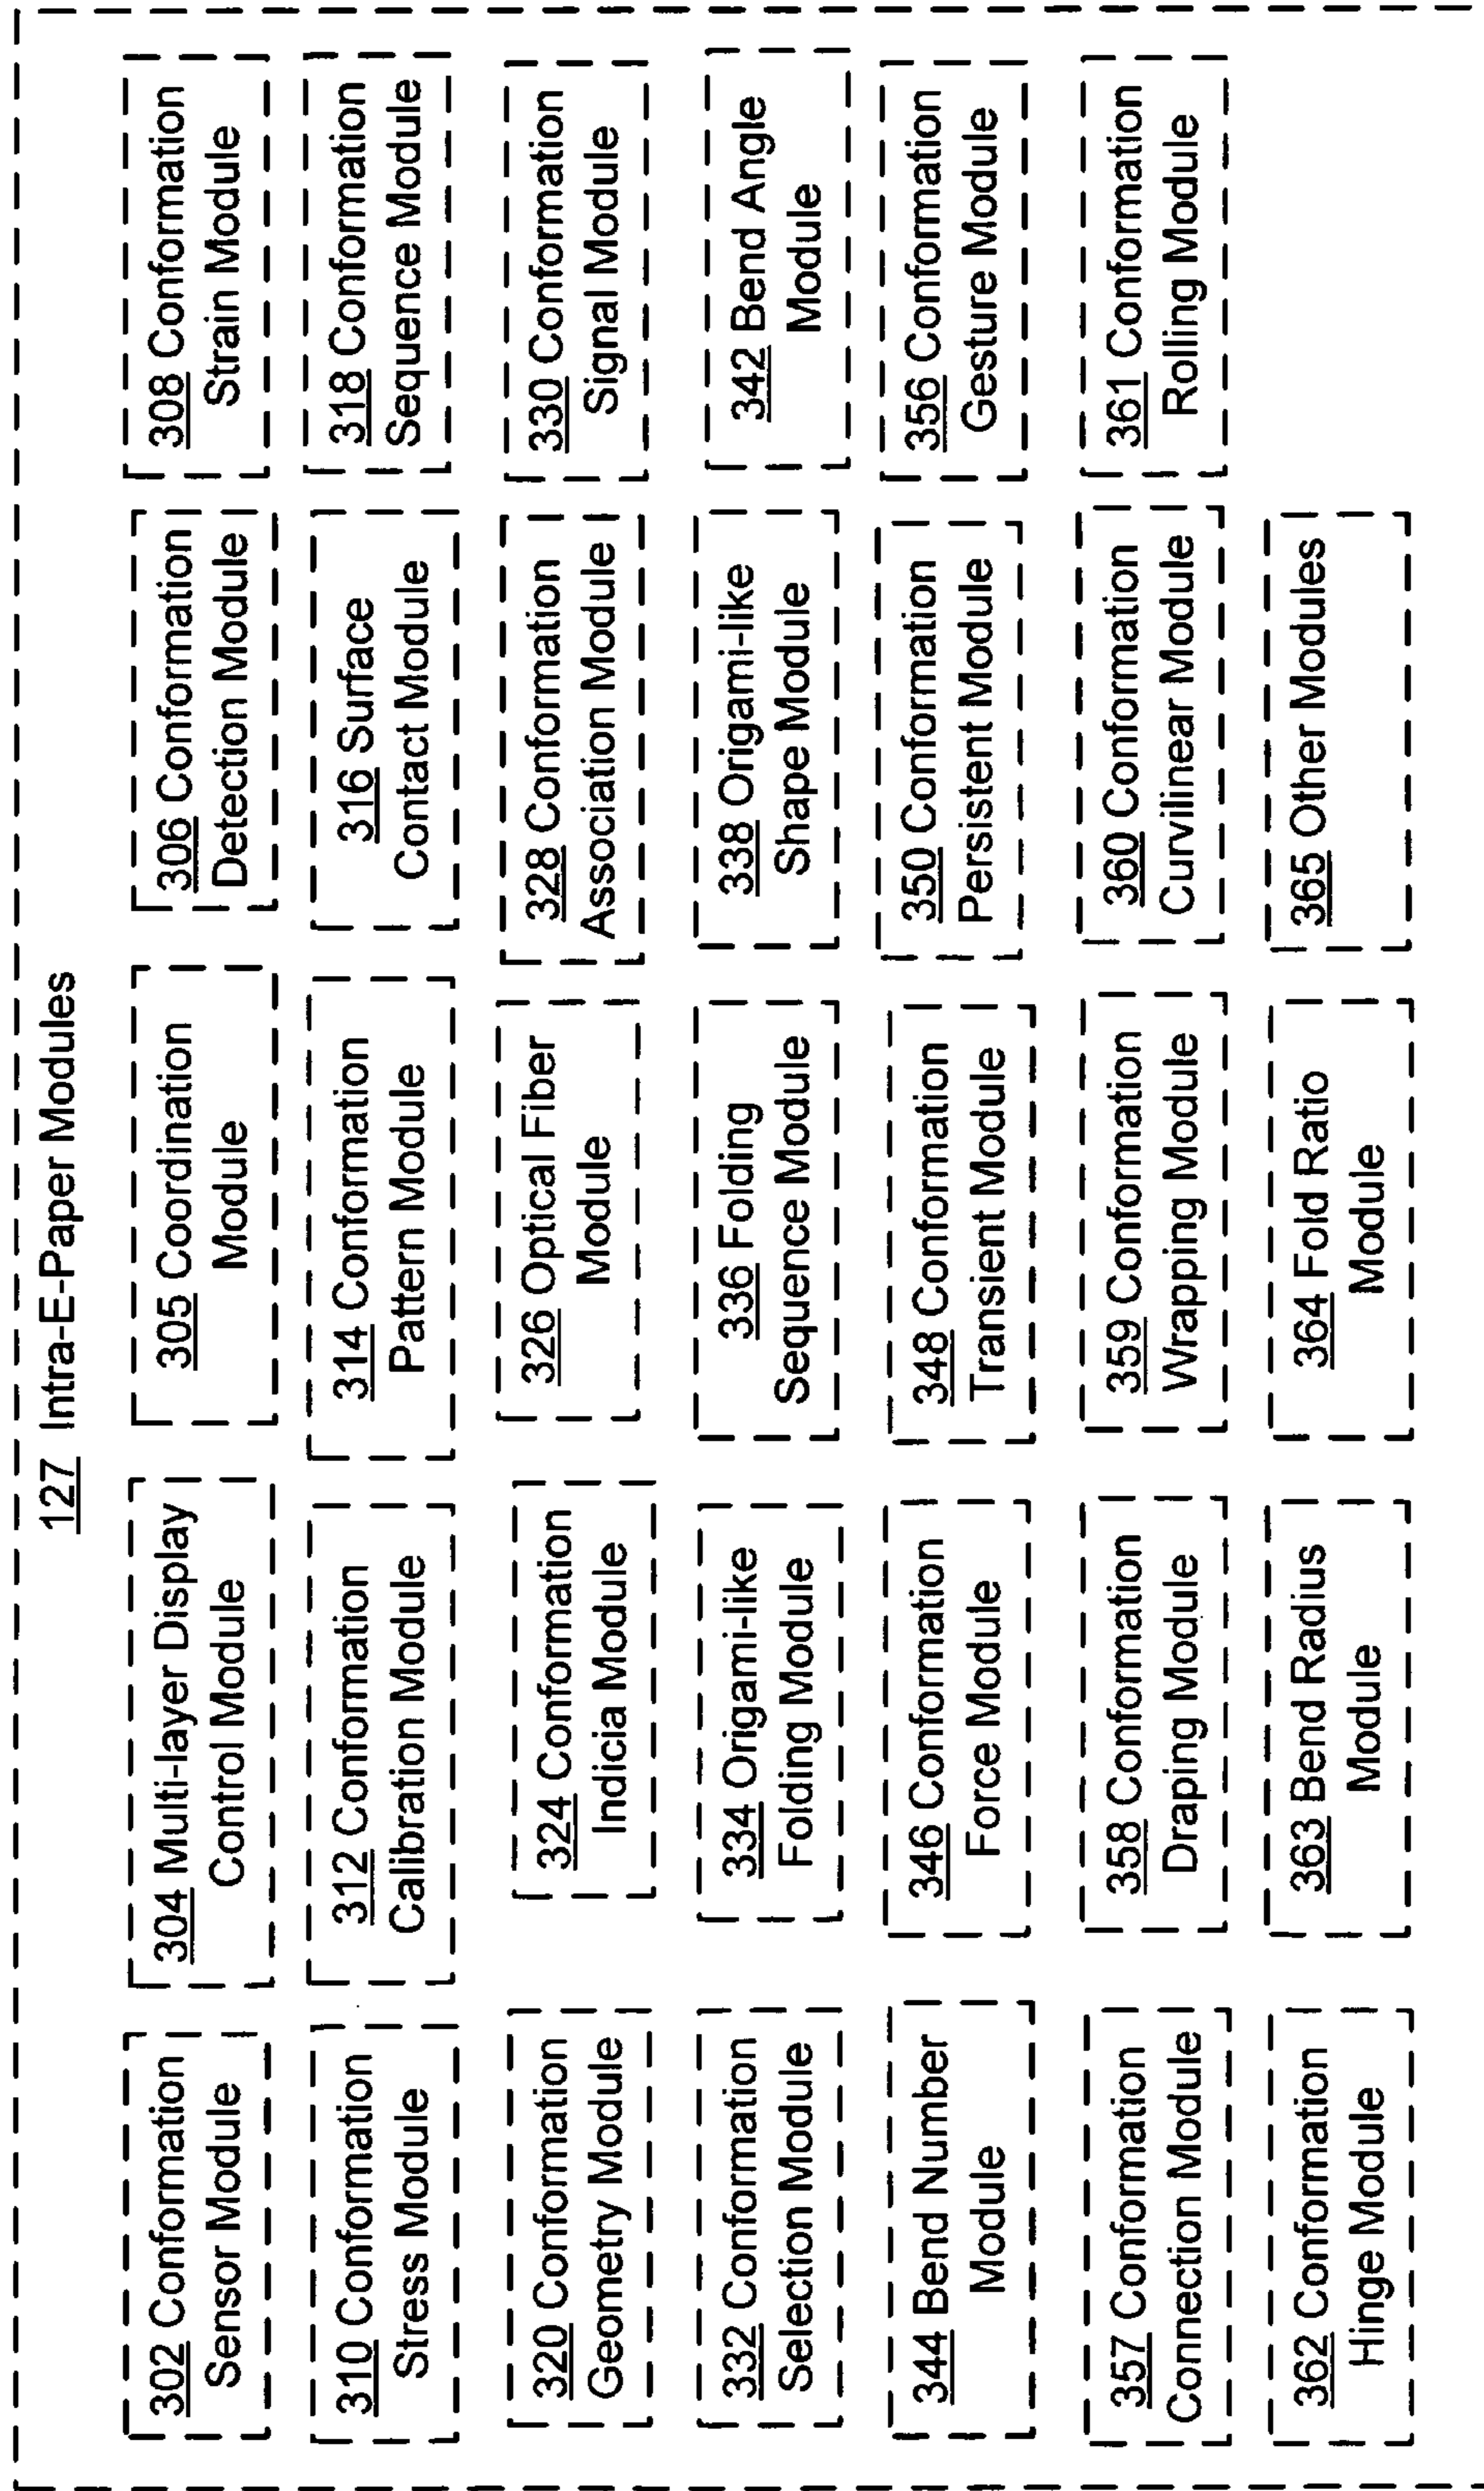 127 Intra-E-Paper Modules
302 Conformation
Sensor Module
304 Multi-layer Display
Control Module
305 Coordination
Module
306 Conformation
Detection Module
308 Conformation
Strain Module
310 Conformation
Stress Module
312 Conformation
Calibration Module
314 Conformation
Pattern Module
316 Surface
Contact Module
318 Conformation
Sequence Module
320 Conformation
Geometry Module
324 Conformation
Indicia Module
326 Optical Fiber
Module
328 Conformation
Association Module
330 Conformation
Signal Module
332 Conformation
Selection Module
334 Origami-like
Folding Module
336 Folding
Sequence Module
338 Origami-like
Shape Module
342 Bend Angle
Module
344 Bend Number
Module
346 Conformation
Force Module
348 Conformation
Transient Module
350 Conformation
Persistent Module
356 Conformation
Gesture Module
357 Conformation
Connection Module
358 Conformation
Draping Module
359 Conformation
Wrapping Module
360 Conformation
Curvilinear Module
361 Conformation
Rolling Module
362 Conformation
Hinge Module
363 Bend Radius
Module
364 Fold Ratio
Module
365 Other Modules